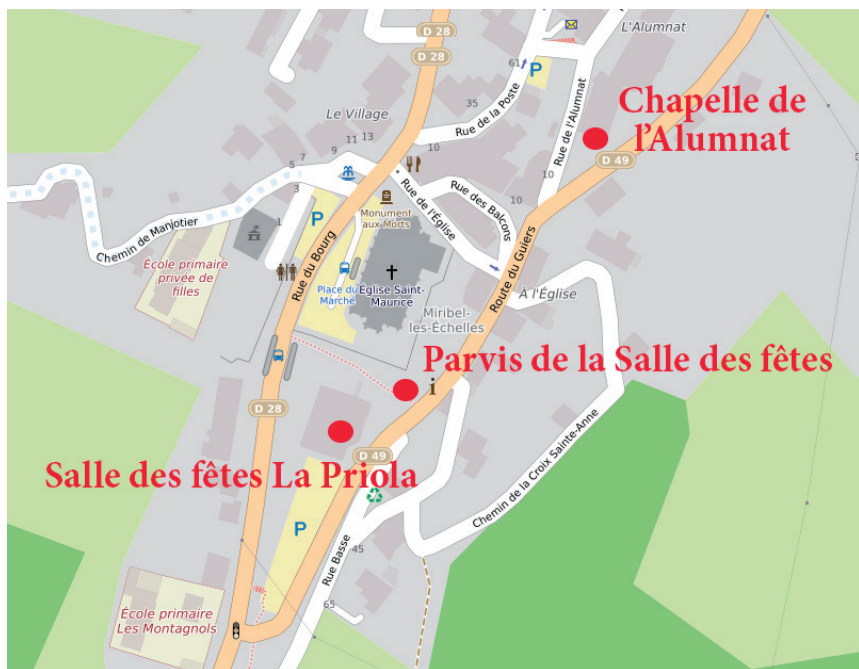 D 28
L'Alumnat
D 28
61
P
Chapelle de
l'Alumnat
Le Village
35
Rue de la Poste
Rue de l'Alumnat
11
13
9
7
5
3
10
D 49
10
10
Rue des Balcons
Rue de l'Église
P
Monument
aux Morts
1
Chemin de Manjotier
École primaire
privée de
filles
Rue du Bourg
Place du
Marché
Église Saint-
Maurice
Route du Guiers
À l'Église
Miribel-
les-Échelles
Parvis de la Salle des fêtes
i
D 28
D 49
Salle des fêtes La Priola
Chemin de la Croix Sainte-Anne
P
45
Rue Basse
65
École primaire
Les Montagnols